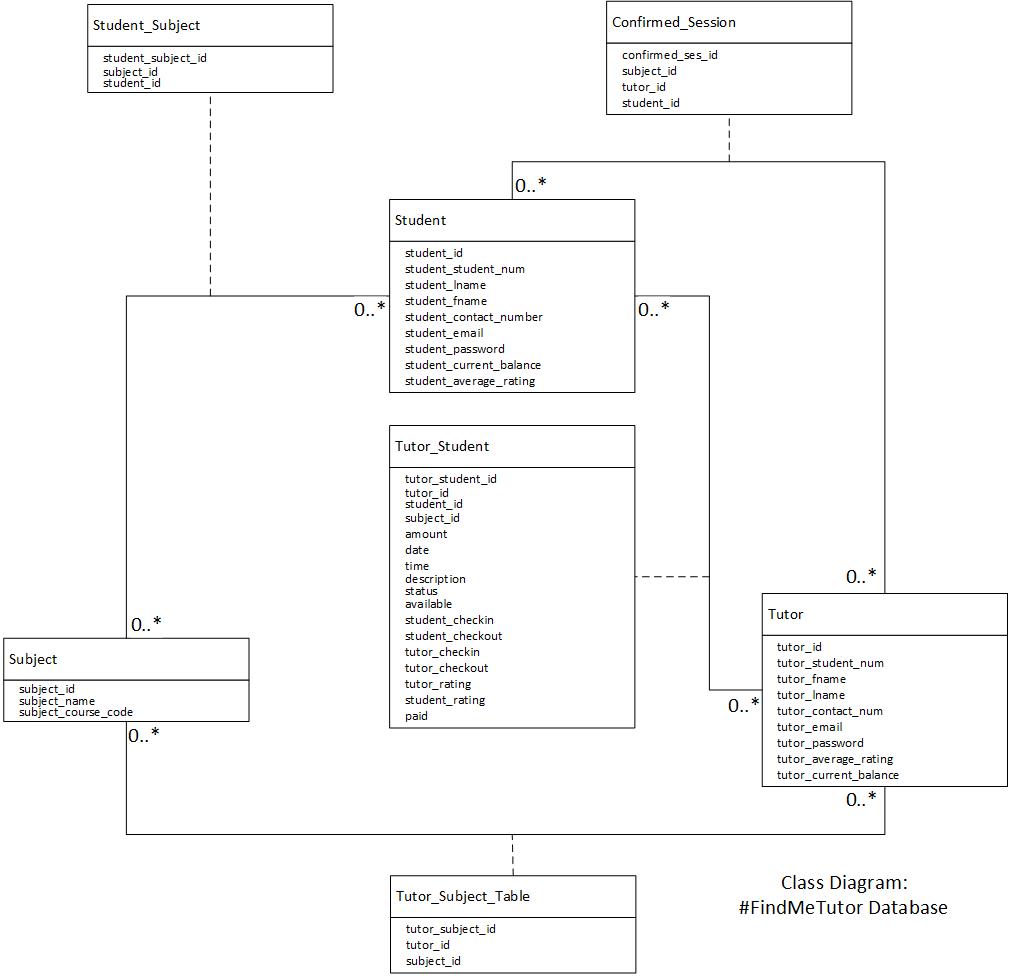 Student_Subject
student_subject_id
subject_id
student_id
Confirmed_Session
confirmed_ses_id
subject_id
tutor_id
student_id
0..*
Student
student_id
student_student_num
student_lname
student_fname
student_contact_number
student_email
student_password
student_current_balance
student_average_rating
0..*
0..*
Tutor_Student
tutor_student_id
tutor_id
student_id
subject_id
amount
date
time
description
status
available
student_checkin
student_checkout
tutor_checkin
tutor_checkout
tutor_rating
student_rating
paid
0..*
Subject
subject_id
subject_name
subject_course_code
0..*
0..*
Tutor
tutor_id
tutor_student_num
tutor_fname
tutor_lname
tutor_contact_num
tutor_email
tutor_password
tutor_average_rating
tutor_current_balance
0..*
0..*
Tutor_Subject_Table
tutor_subject_id
tutor_id
subject_id
Class Diagram:
#FindMeTutor Database